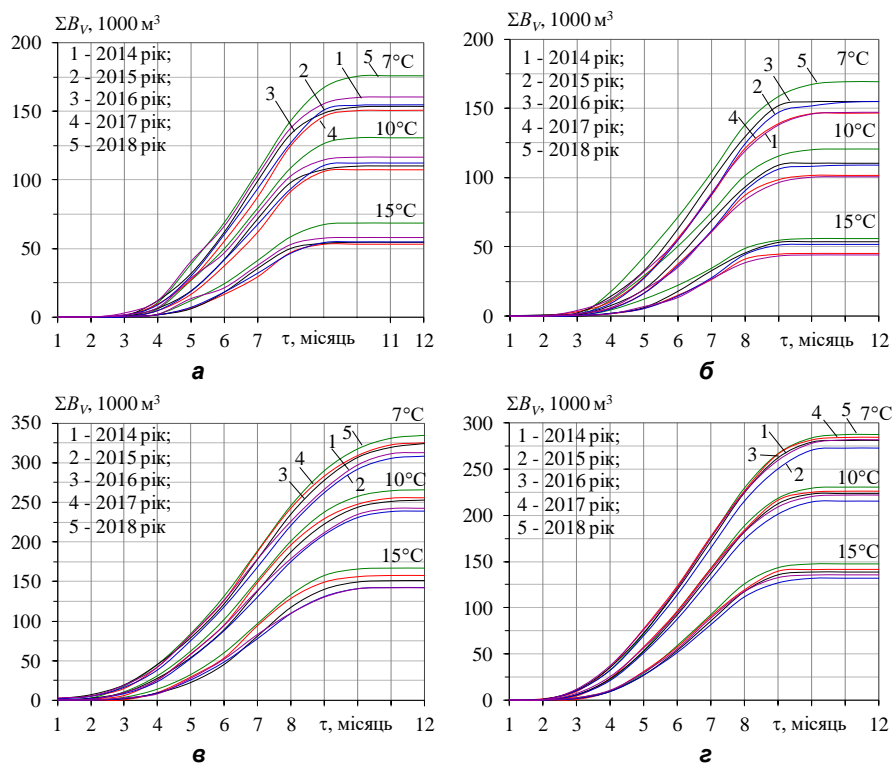 ΣB_V, 1000 м³
200
1 - 2014 рік;
2 - 2015 рік;
3 - 2016 рік;
4 - 2017 рік;
5 - 2018 рік
150
100
50
0
5 7°C
1
2
3
4
10°C
15°C
1 2 3 4 5 6 7 τ, місяць 11 12
а
ΣB_V, 1000 м³
200
1 - 2014 рік;
2 - 2015 рік;
3 - 2016 рік;
4 - 2017 рік;
5 - 2018 рік
150
100
50
0
5 7°C
3
2
4 1
10°C
15°C
1 2 3 4 5 6 7 8 τ, місяць 12
б
ΣB_V, 1000 м³
350
1 - 2014 рік;
2 - 2015 рік;
3 - 2016 рік;
4 - 2017 рік;
5 - 2018 рік
300
250
200
150
100
50
0
7°C
5
1
4
3
2
10°C
15°C
1 2 3 4 5 6 7 8 τ, місяць 12
в
ΣB_V, 1000 м³
300
1 - 2014 рік;
2 - 2015 рік;
3 - 2016 рік;
4 - 2017 рік;
5 - 2018 рік
250
200
150
100
50
0
4 5 7°C
1
3
2
10°C
15°C
1 2 3 4 5 6 7 8 τ, місяць 12
г